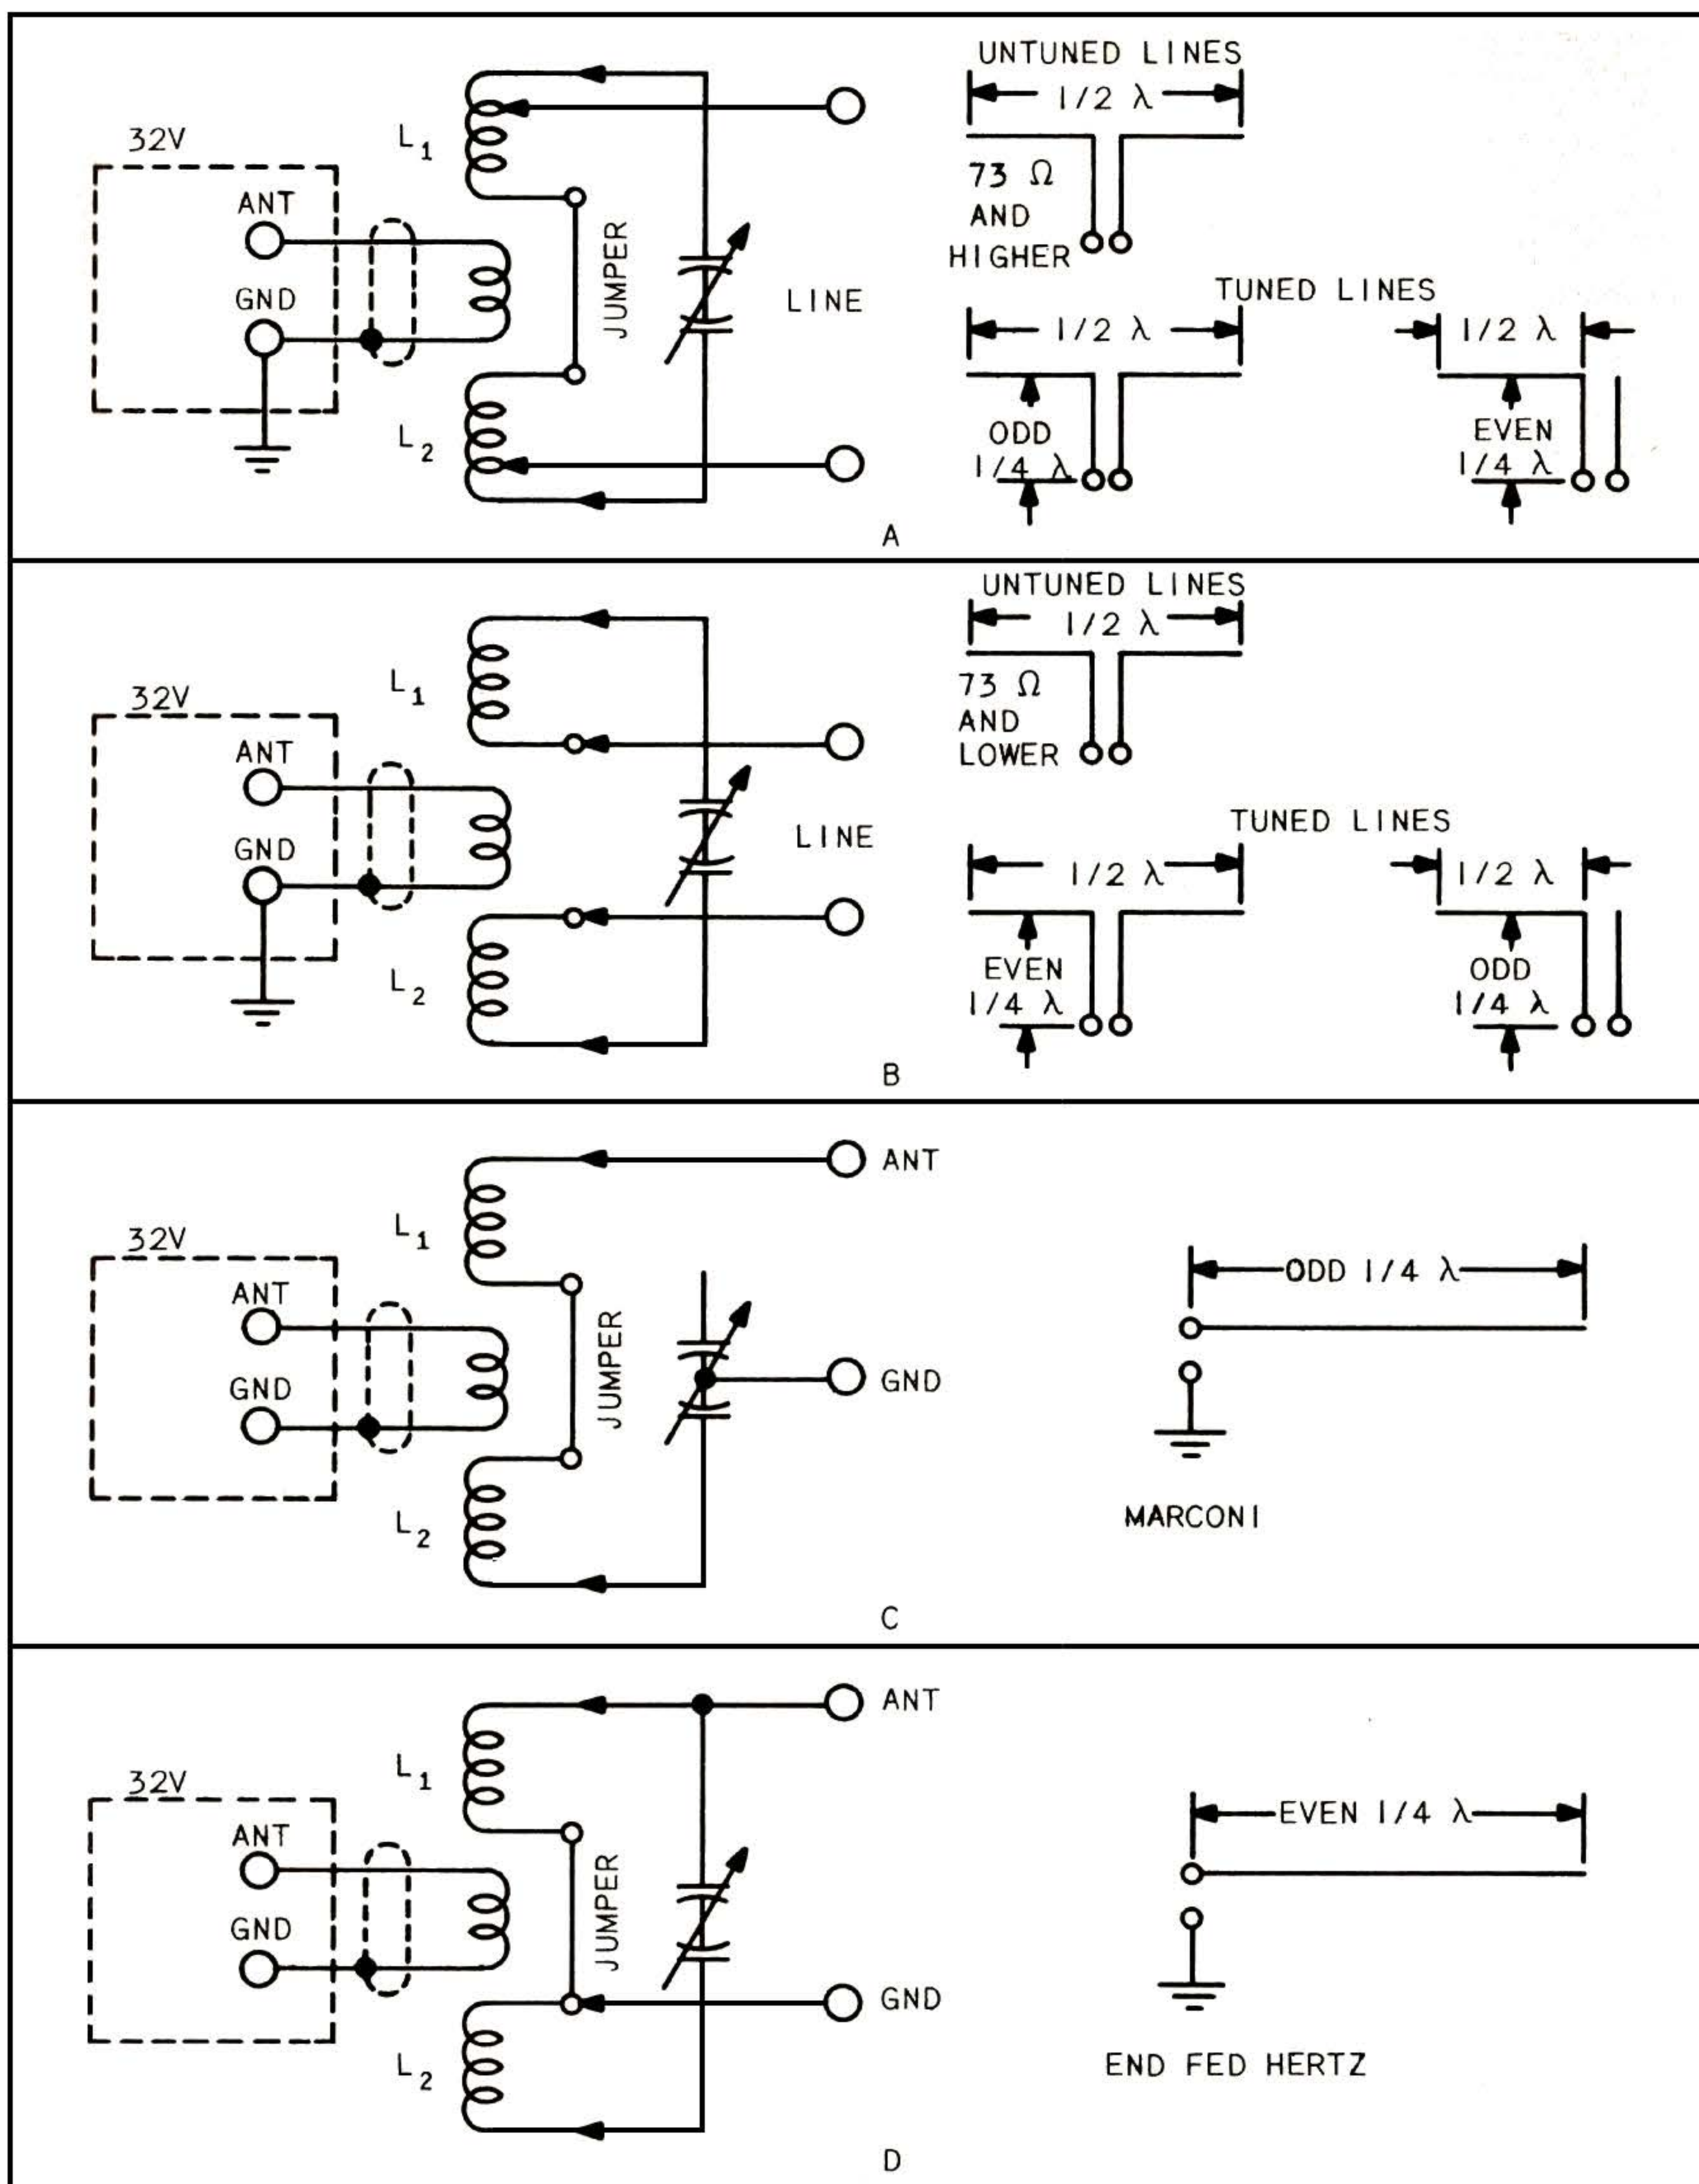 UNTUNED LINES
1/2 λ
32V
L1
ANT
73 Ω
AND
HIGHER
JUMPER
GND
LINE
TUNED LINES
1/2 λ
1/2 λ
L2
ODD
1/4 λ
EVEN
1/4 λ
A
UNTUNED LINES
1/2 λ
32V
L1
73 Ω
AND
LOWER
ANT
GND
LINE
TUNED LINES
1/2 λ
1/2 λ
L2
EVEN
1/4 λ
ODD
1/4 λ
B
ANT
32V
L1
ANT
JUMPER
GND
GND
ODD 1/4 λ
L2
MARCONI
C
ANT
32V
L1
ANT
JUMPER
GND
GND
EVEN 1/4 λ
L2
END FED HERTZ
D